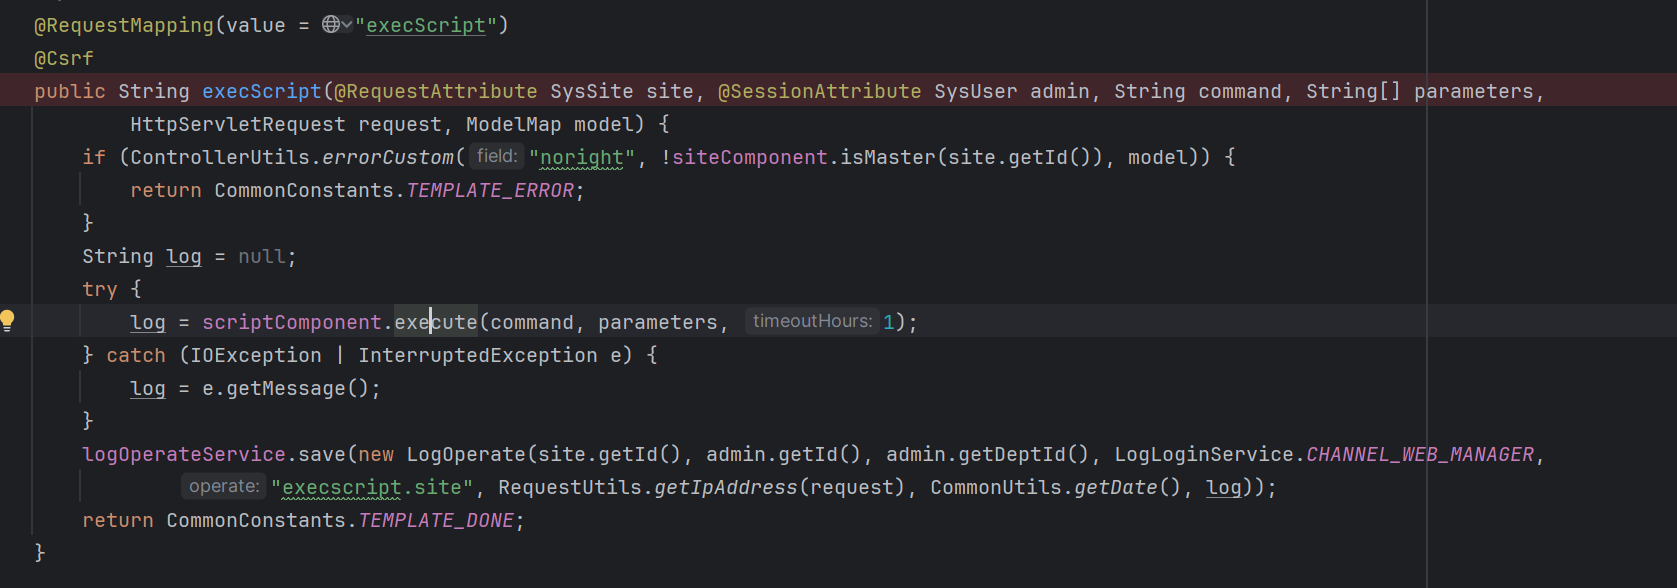 @RequestMapping(value = "execScript")
@Csrf
public String execScript(@RequestAttribute SysSite site, @SessionAttribute SysUser admin, String command, String[] parameters,
HttpServletRequest request, ModelMap model) {
if (ControllerUtils.errorCustom( field: "noright", !siteComponent.isMaster(site.getId()), model)) {
return CommonConstants.TEMPLATE_ERROR;
}
String log = null;
try {
log = scriptComponent.execute(command, parameters, timeoutHours: 1);
} catch (IOException | InterruptedException e) {
log = e.getMessage();
}
logOperateService.save(new LogOperate(site.getId(), admin.getId(), admin.getDeptId(), LogLoginService.CHANNEL_WEB_MANAGER,
operate: "execscript.site", RequestUtils.getIpAddress(request), CommonUtils.getDate(), log));
return CommonConstants.TEMPLATE_DONE;
}